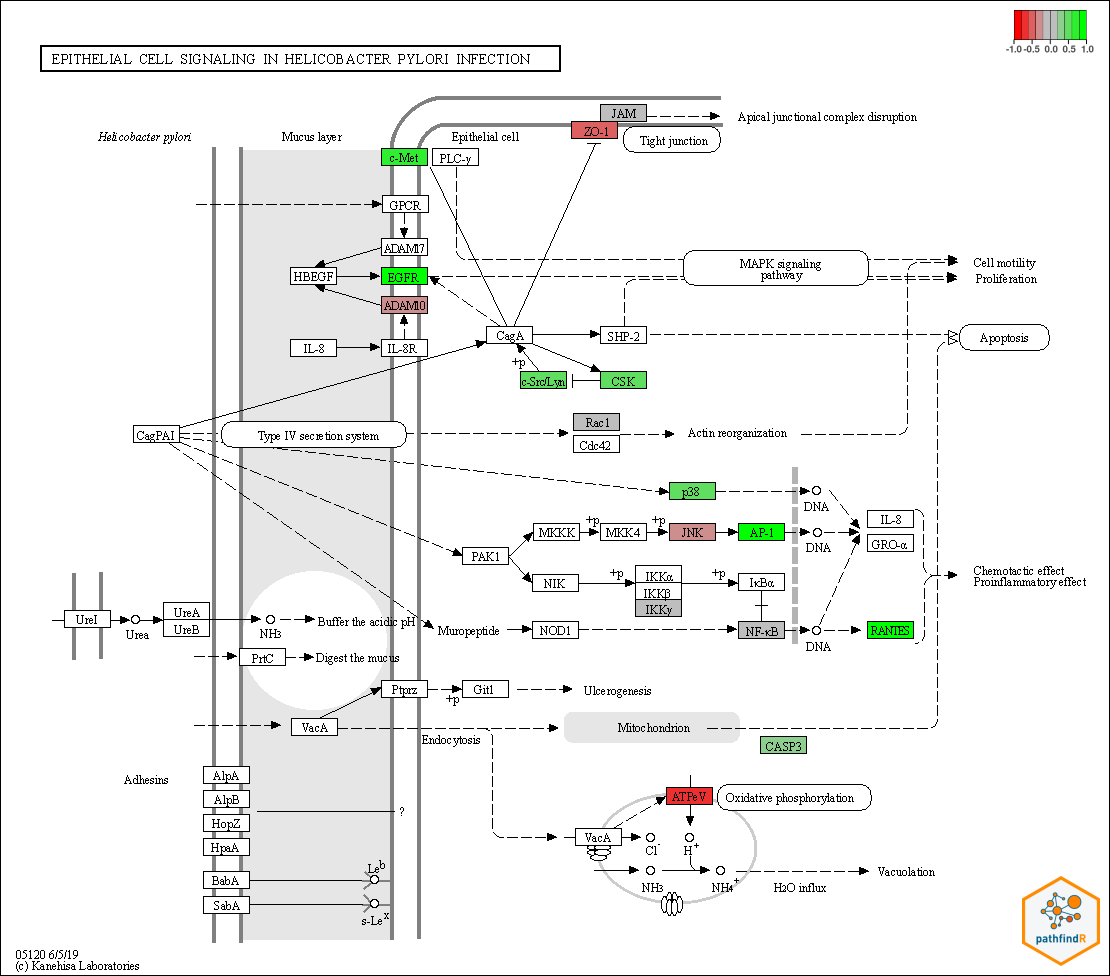 -1.0 -0.5 0.0 0.5 1.0
EPITHELIAL CELL SIGNALING IN HELICOBACTER PYLORI INFECTION
JAM
Apical junctional complex disruption
Helicobacter pylori
Mucus layer
Epithelial cell
ZO-1
Tight junction
c-Met
PLC-γ
GPCR
ADAM17
HBEGF
EGFR
MAPK signaling
pathway
Cell motility
Proliferation
ADAM10
CagA
SHP-2
Apoptosis
IL-8
IL-8R
+p
c-Src/Lyn
CSK
Rac1
CagPAI
Type IV secretion system
Cdc42
Actin reorganization
p38
DNA
IL-8
+p
+p
MKKK
MKK4
JNK
AP-1
DNA
GRO-α
PAK1
NIK
+p
IKKα
IKKβ
IKKγ
+p
IκBα
Chemotactic effect
Proinflammatory effect
UreI
Urea
UreA
UreB
NH3
Buffer the acidic pH
Muropeptide
NOD1
NF-κB
DNA
RANTES
PrtC
Digest the mucus
Ptprz
+p
Git1
Ulcerogenesis
VacA
Endocytosis
Mitochondrion
CASP3
Adhesins
AlpA
AlpB
HopZ
HpaA
BabA
SabA
?
Le b
s-Le x
ATPeV
Oxidative phosphorylation
VacA
Cl-
H+
NH3
NH4+
H2O influx
Vacuolation
pathfindR
05120 6/5/19
(c) Kanehisa Laboratories